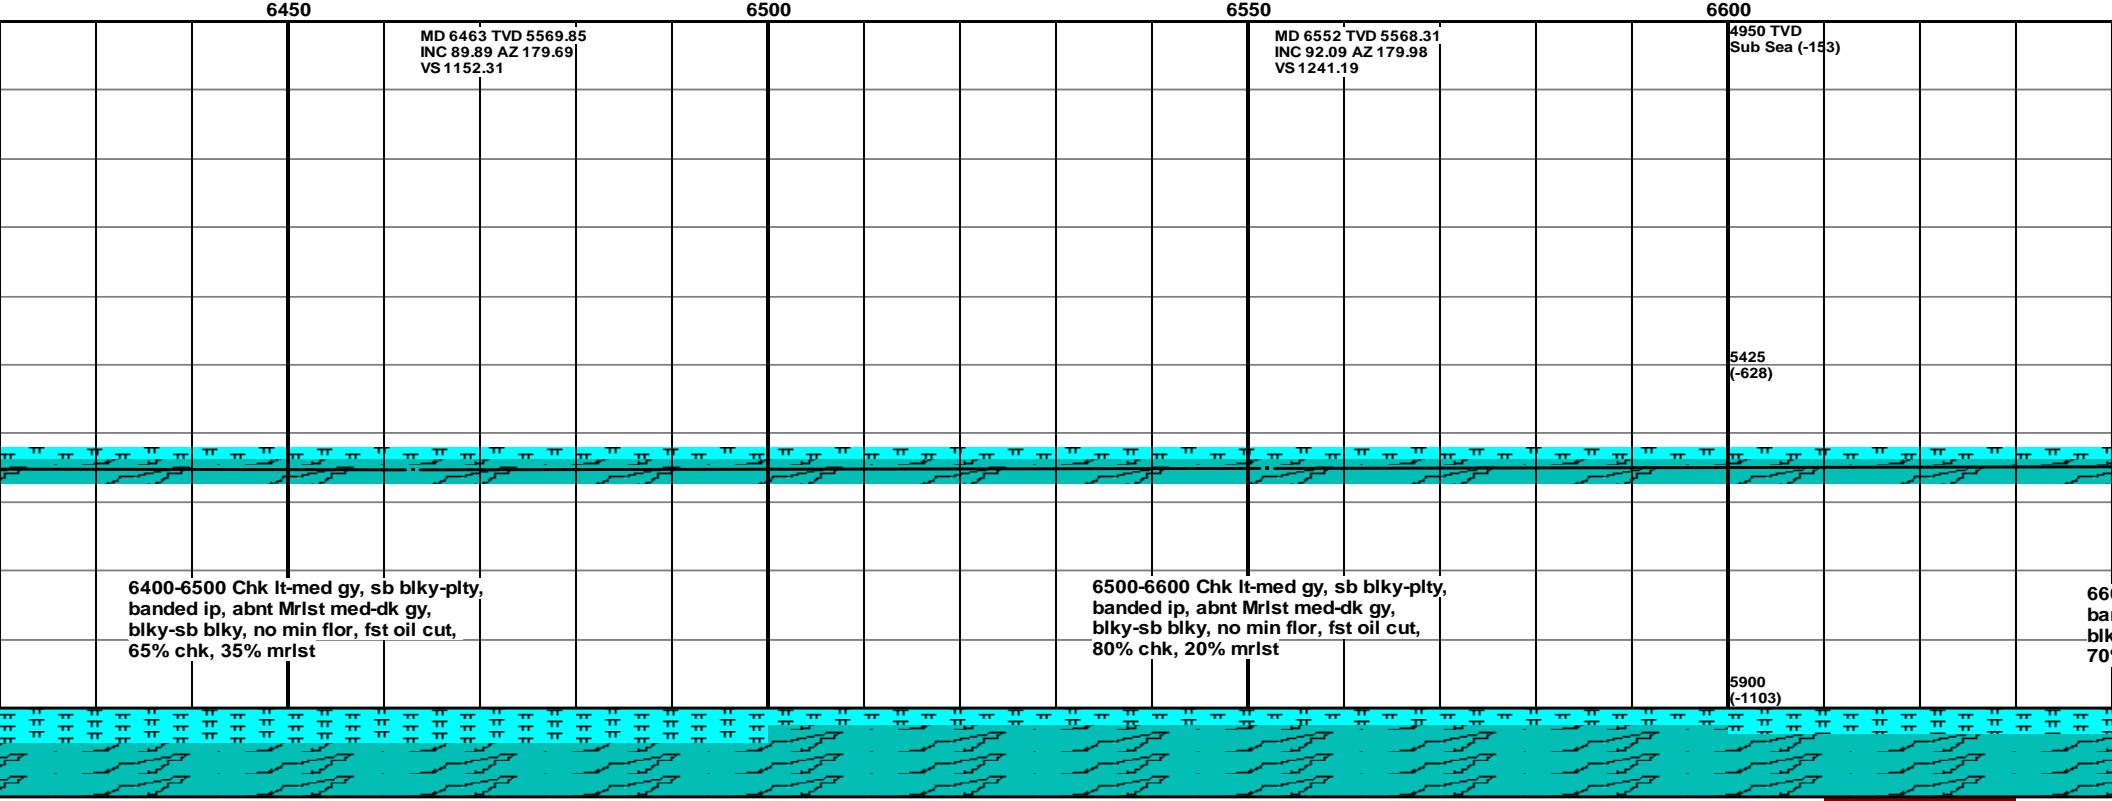 6450 6500 6550 6600
MD 6463 TVD 5569.85
INC 89.89 AZ 179.69
VS 1152.31
MD 6552 TVD 5568.31
INC 92.09 AZ 179.98
VS 1241.19
4950 TVD
Sub Sea (-153)
5425
(-628)
6400-6500 Chk lt-med gy, sb blky-plty,
banded ip, abnt Mrlst med-dk gy,
blky-sb blky, no min flor, fst oil cut,
65% chk, 35% mrlst
6500-6600 Chk lt-med gy, sb blky-plty,
banded ip, abnt Mrlst med-dk gy,
blky-sb blky, no min flor, fst oil cut,
80% chk, 20% mrlst
5900
(-1103)